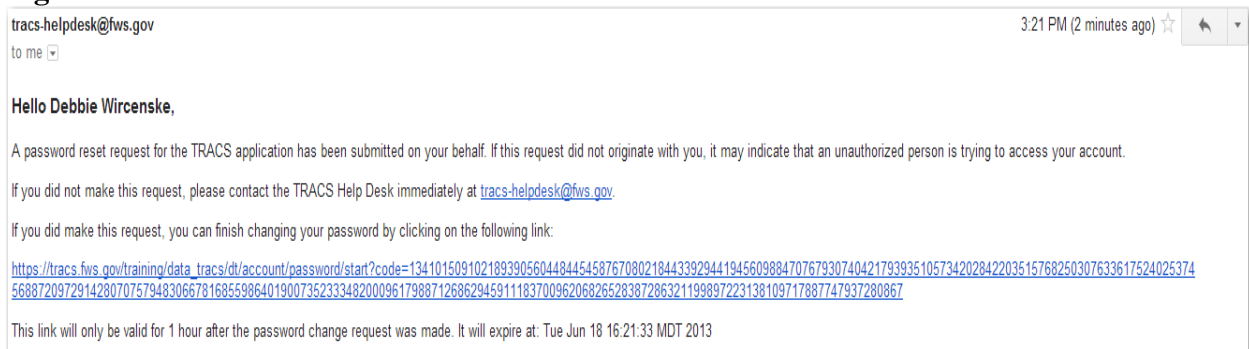 tracs-helpdesk@fws.gov 3:21 PM (2 minutes ago)
to me
Hello Debbie Wircenske,
A password reset request for the TRACS application has been submitted on your behalf. If this request did not originate with you, it may indicate that an unauthorized person is trying to access your account.
If you did not make this request, please contact the TRACS Help Desk immediately at tracs-helpdesk@fws.gov.
If you did make this request, you can finish changing your password by clicking on the following link:
https://tracs.fws.gov/training/data_tracs/dt/account/password/start?code=
This link will only be valid for 1 hour after the password change request was made. It will expire at: Tue Jun 18 16:21:33 MDT 2013